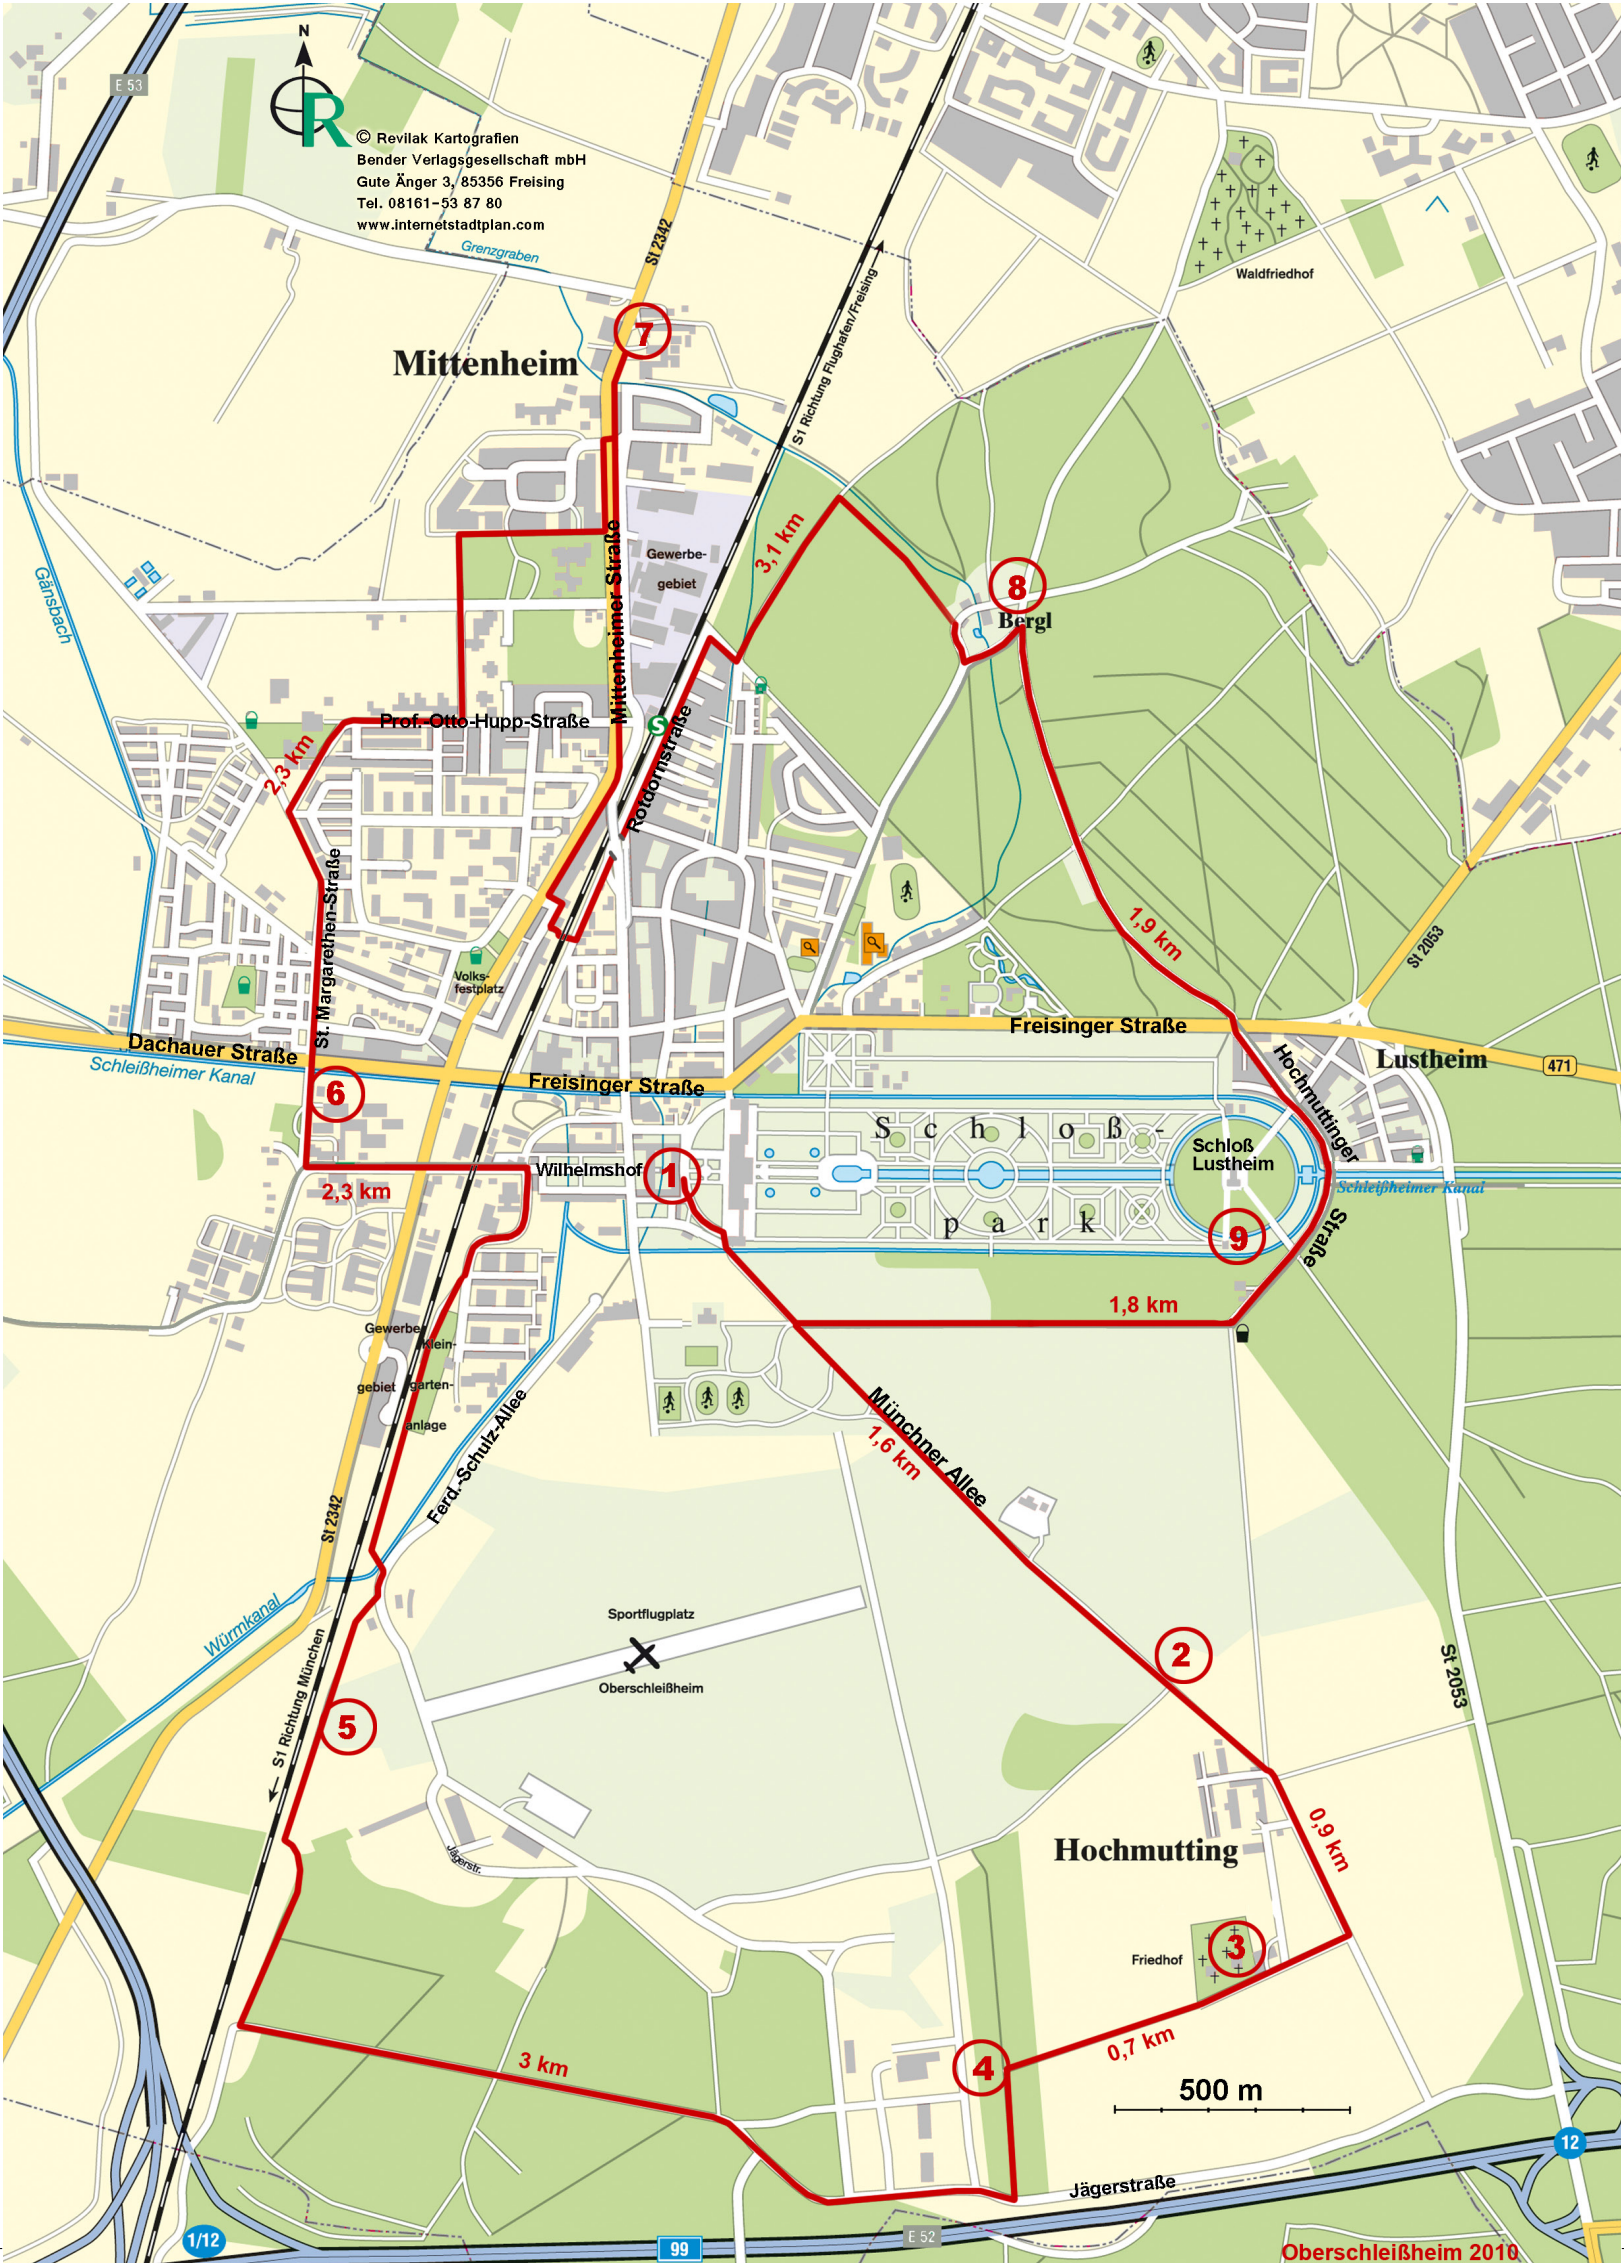 E 53
N
R
© Revilak Kartografien
Bender Verlagsgesellschaft mbH
Gute Änger 3, 85356 Freising
Tel. 08161-53 87 80
www.internetstadtplan.com
Grenzgraben
St 2342
S1 Richtung Flughafen/Freising
Waldfriedhof
7
Mittenheim
Gänsbach
Mittenheimer Straße
Gewerbe-
gebiet
3,1 km
8
Bergl
Prof.-Otto-Hupp-Straße
S
Rotdornstraße
2,3 km
St. Margarethen-Straße
1,9 km
St 2053
Volks-
festplatz
Dachauer Straße
Schleißheimer Kanal
Freisinger Straße
Freisinger Straße
Lustheim
471
6
Hochmuttinger
Straße
Schloß-
park
Schloß
Lustheim
Wilhelmshof
1
2,3 km
Schleißheimer Kanal
9
1,8 km
Gewerbe
gebiet
Klein-
garten-
anlage
Ferd.-Schulz-Allee
Münchner Allee
1,6 km
St 2342
Würmkanal
S1 Richtung München
Sportflugplatz
Oberschleißheim
2
St 2053
5
Jägerstr.
Hochmutting
0,9 km
Friedhof
3
0,7 km
4
3 km
500 m
12
Jägerstraße
1/12
99
E 52
Oberschleißheim 2010